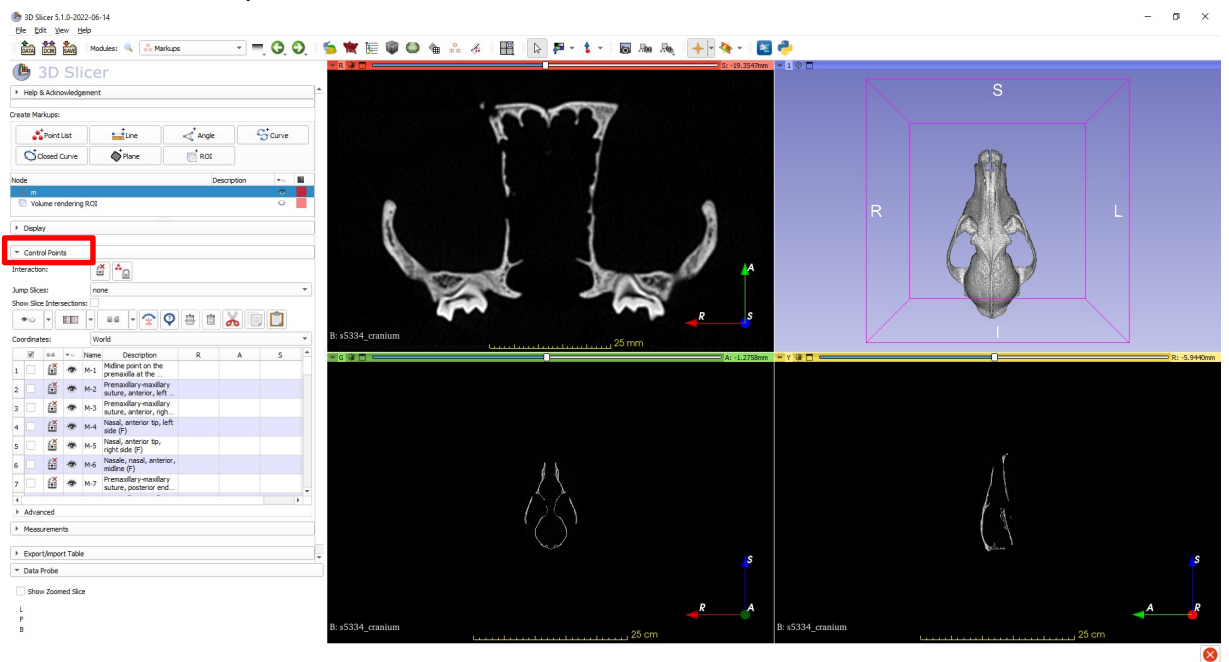 3D Slicer 5.1.0-2022-06-14
File Edit View Help
DATA DCM SAVE Modules: Markups
3D Slicer
Help & Acknowledgement
Create Markups:
Point List Line Angle Curve
Closed Curve Plane ROI
Node Description
m
Volume rendering ROI
Display
Control Points
Interaction:
Jump Slices: none
Show Slice Intersections:
Coordinates: World
Name Description R A S
1 M-1 Midline point on the
premaxilla at the ...
2 M-2 Premaxillary-maxillary
suture, anterior, left ...
3 M-3 Premaxillary-maxillary
suture, anterior, righ...
4 M-4 Nasal, anterior tip, left
side (F)
5 M-5 Nasal, anterior tip,
right side (F)
6 M-6 Nasale, nasal, anterior,
midline (F)
7 M-7 Premaxillary-maxillary
suture, posterior end...
Advanced
Measurements
Export/Import Table
Data Probe
Show Zoomed Slice
L
F
B
R S: -19.3547mm
A
R S
B: s5334_cranium
25 mm
1
S
R L
I
G A: -1.2758mm
S
R A
B: s5334_cranium
25 cm
Y R: -5.9440mm
S
A R
B: s5334_cranium
25 cm